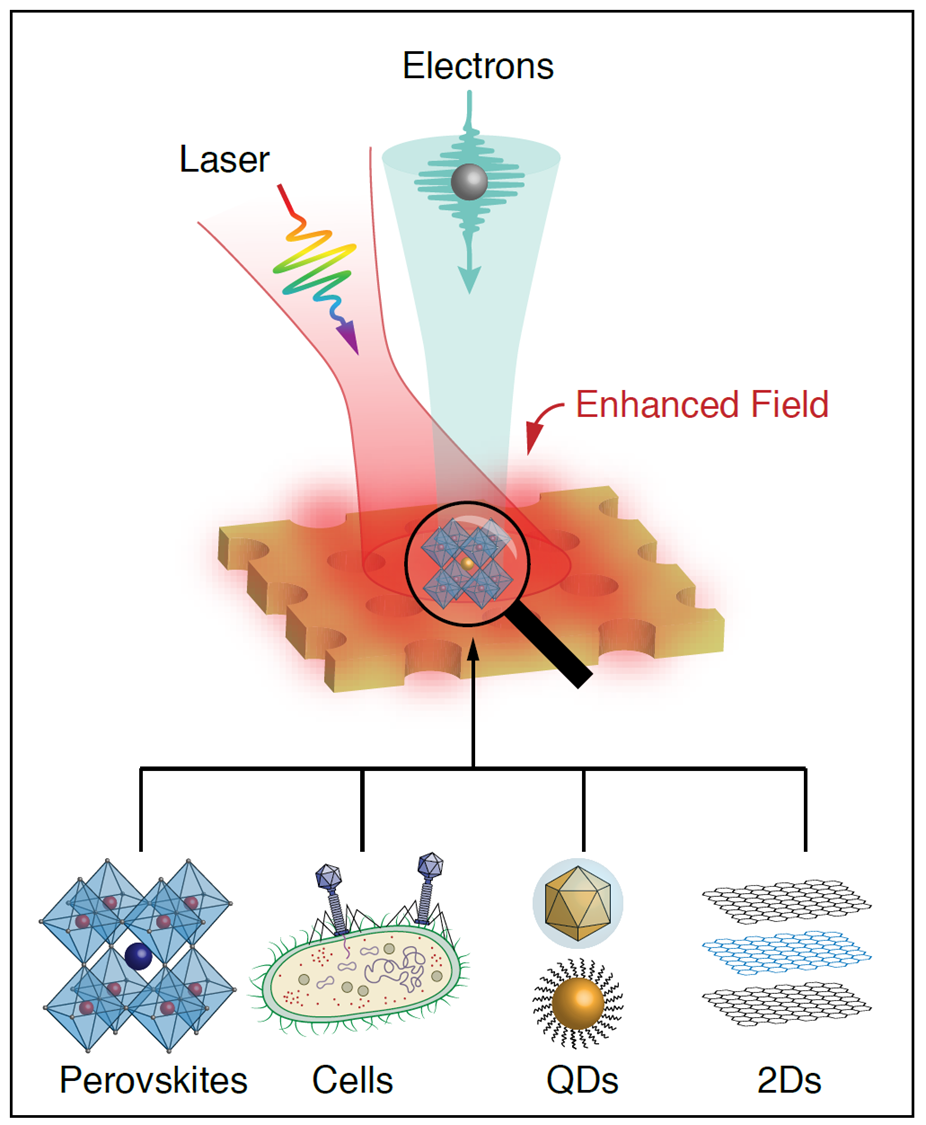 Electrons
Laser
Enhanced Field
Perovskites
Cells
QDs
2Ds